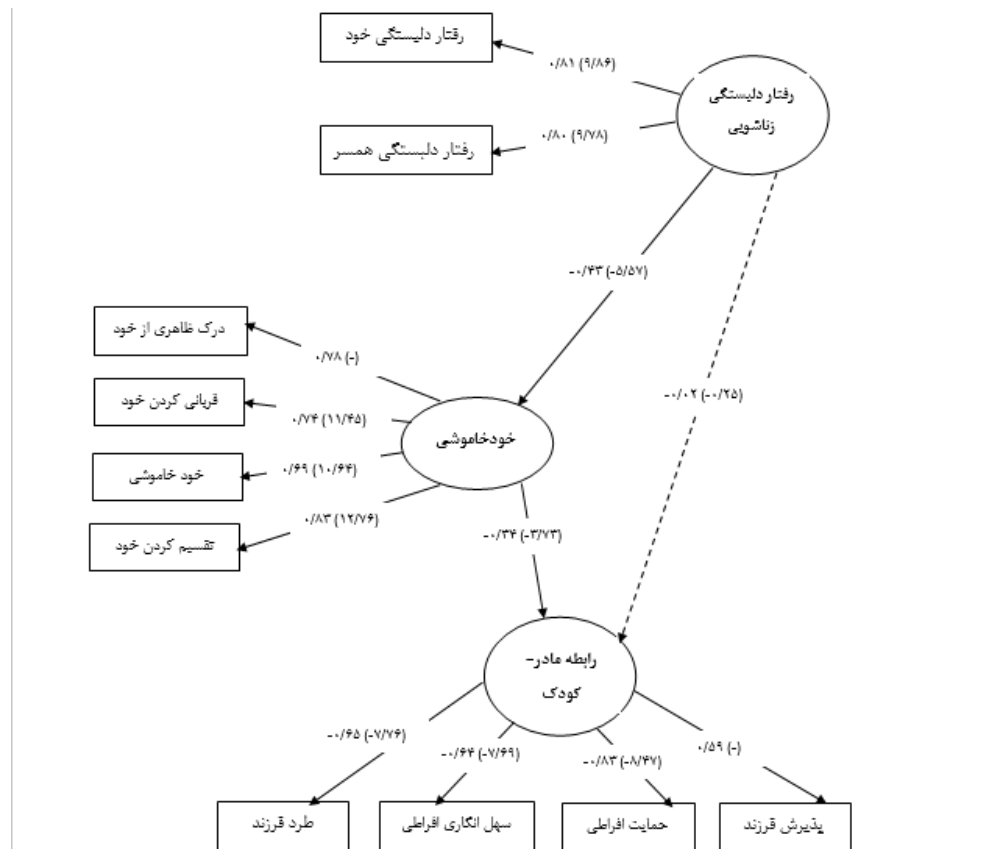 رفتار دلبستگی خود
۰/۸۱ (۹/۸۶)
رفتار دلبستگی
زناشویی
۰/۸۰ (۹/۷۸)
رفتار دلبستگی همسر
-۰/۴۳ (-۵/۵۷)
درک ظاهری از خود
۰/۷۸ (-)
-۰/۰۲ (-۰/۲۵)
قربانی کردن خود
۰/۷۴ (۱۱/۴۵)
خودخاموشی
خود خاموشی
۰/۶۹ (۱۰/۶۴)
۰/۸۳ (۱۲/۷۶)
تقسیم کردن خود
-۰/۳۴ (-۳/۷۳)
رابطه مادر-
کودک
-۰/۶۵ (-۷/۷۶)
-۰/۶۴ (-۷/۶۹)
-۰/۸۳ (-۸/۴۷)
۰/۵۹ (-)
طرد فرزند
سهل انگاری افراطی
حمایت افراطی
پذیرش فرزند